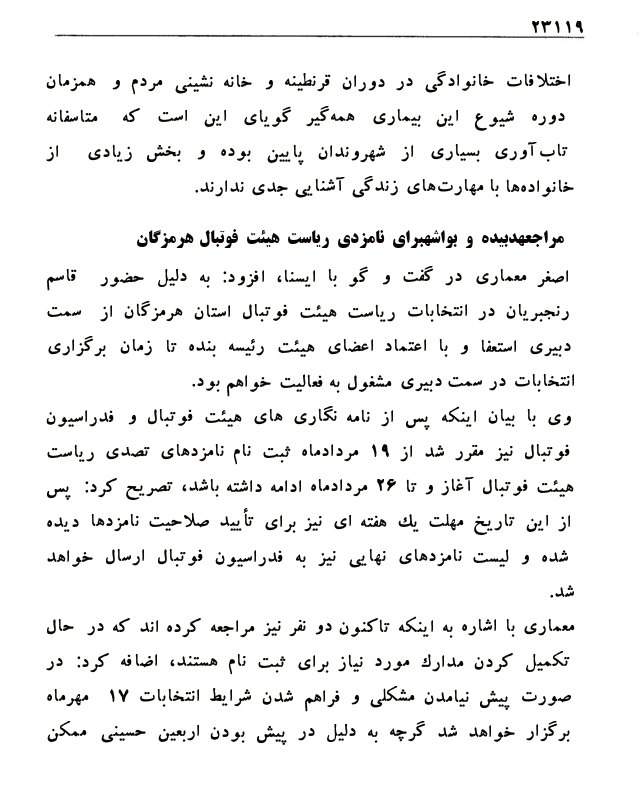 ۲۳۱۱۹
اختلافات خانوادگی در دوران قرنطینه و خانه نشینی مردم و همزمان
دوره شیوع این بیماری همه‌گیر گویای این است که متاسفانه
تاب‌آوری بسیاری از شهروندان پایین بوده و بخش زیادی از
خانواده‌ها با مهارت‌های زندگی آشنایی جدی ندارند.
مراجعهدبیده و بواشهبرای نامزدی ریاست هیئت فوتبال هرمزگان
اصغر معماری در گفت و گو با ایسنا، افزود: به دلیل حضور قاسم
رنجبریان در انتخابات ریاست هیئت فوتبال استان هرمزگان از سمت
دبیری استعفا و با اعتماد اعضای هیئت رئیسه بنده تا زمان برگزاری
انتخابات در سمت دبیری مشغول به فعالیت خواهم بود.
وی با بیان اینکه پس از نامه نگاری های هیئت فوتبال و فدراسیون
فوتبال نیز مقرر شد از ۱۹ مردادماه ثبت نام نامزدهای تصدی ریاست
هیئت فوتبال آغاز و تا ۲۶ مردادماه ادامه داشته باشد، تصریح کرد: پس
از این تاریخ مهلت یك هفته ای نیز برای تأیید صلاحیت نامزدها دیده
شده و لیست نامزدهای نهایی نیز به فدراسیون فوتبال ارسال خواهد
شد.
معماری با اشاره به اینکه تاکنون دو نفر نیز مراجعه کرده اند که در حال
تکمیل کردن مدارك مورد نیاز برای ثبت نام هستند، اضافه کرد: در
صورت پیش نیامدن مشکلی و فراهم شدن شرایط انتخابات ۱۷ مهرماه
برگزار خواهد شد گرچه به دلیل در پیش بودن اربعین حسینی ممکن